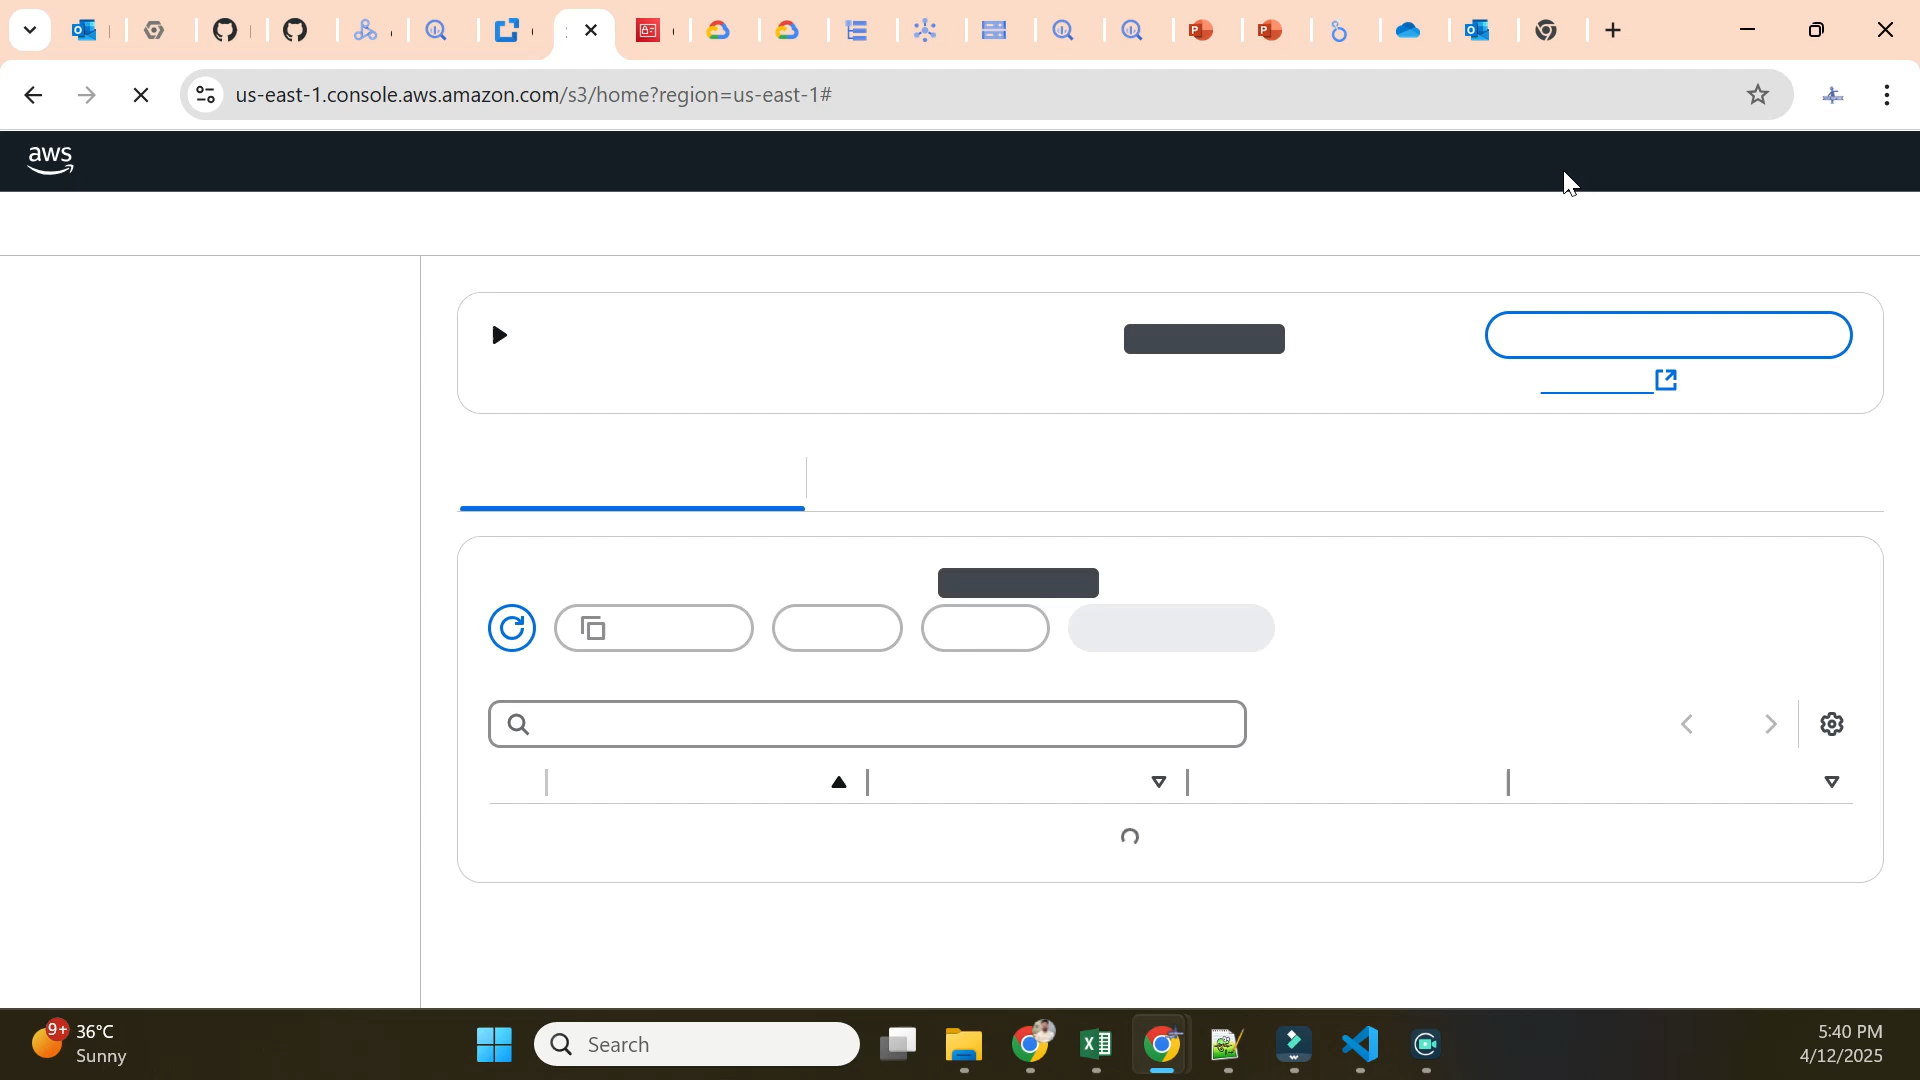 us-east-1.console.aws.amazon.com/s3/home?region=us-east-1#
aws
9+
36°C
Sunny
Search
5:40 PM
4/12/2025